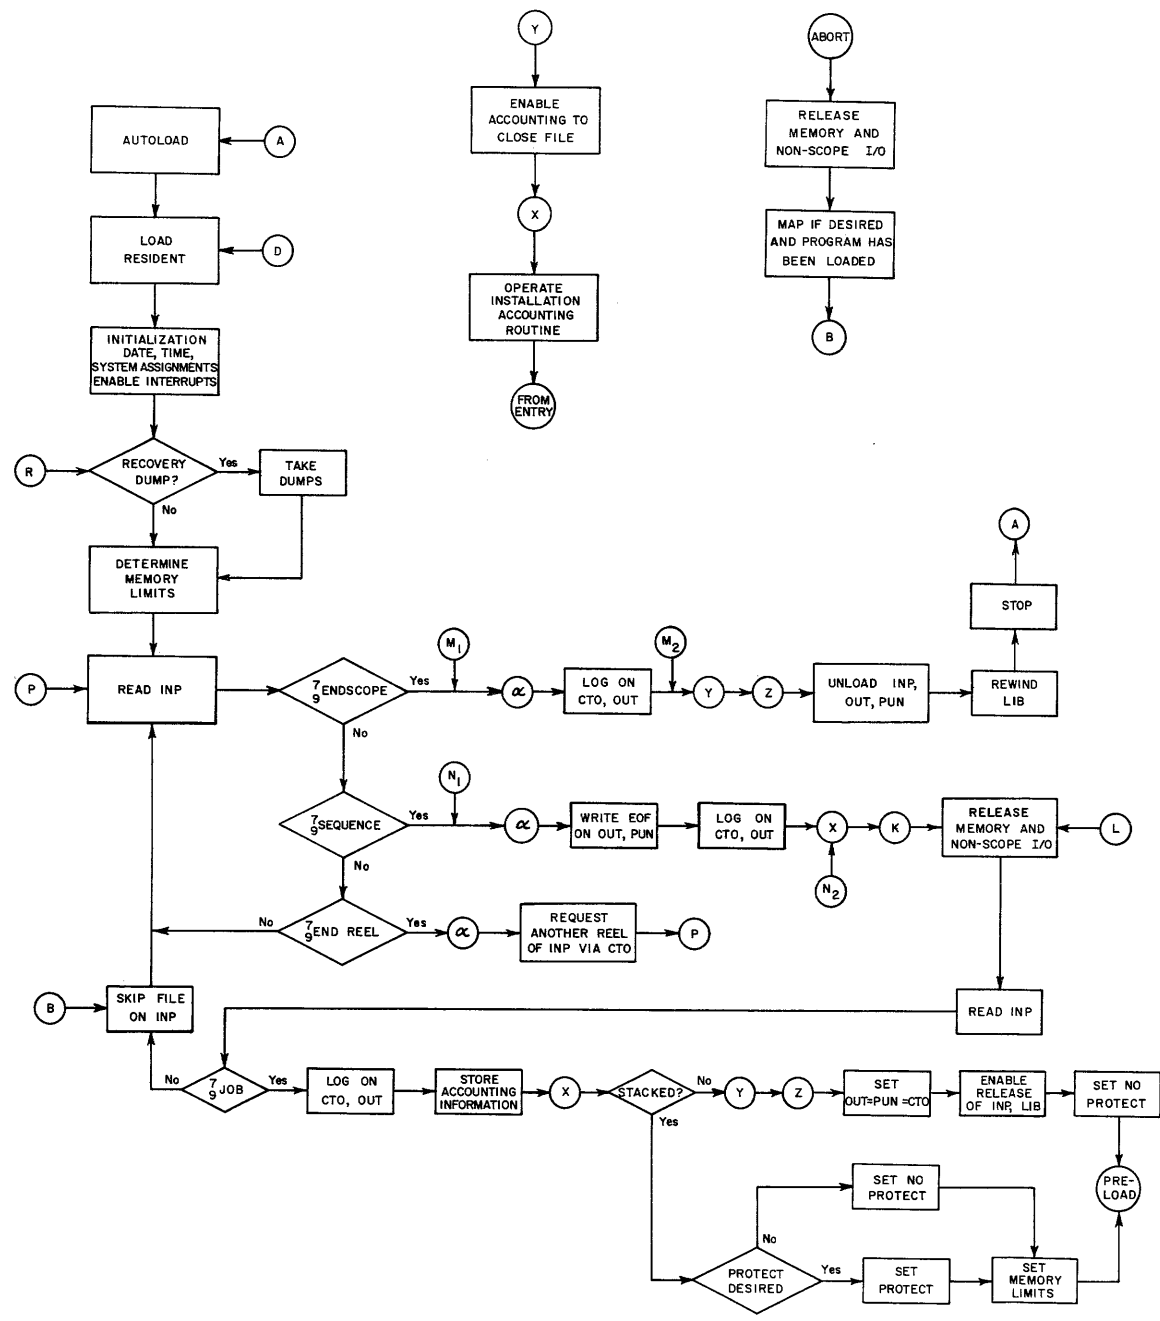 Y
ABORT
ENABLE
ACCOUNTING TO
CLOSE FILE
RELEASE
MEMORY AND
NON-SCOPE I/O
AUTOLOAD
A
X
MAP IF DESIRED
AND PROGRAM HAS
BEEN LOADED
LOAD
RESIDENT
D
OPERATE
INSTALLATION
ACCOUNTING
ROUTINE
B
INITIALIZATION
DATE, TIME,
SYSTEM ASSIGNMENTS
ENABLE INTERRUPTS
FROM
ENTRY
R
RECOVERY
DUMP?
Yes
TAKE
DUMPS
No
A
DETERMINE
MEMORY
LIMITS
STOP
M1
M2
P
READ INP
7
9 ENDSCOPE
Yes
α
LOG ON
CTO, OUT
Y
Z
UNLOAD INP,
OUT, PUN
REWIND
LIB
No
N1
7
9 SEQUENCE
Yes
α
WRITE EOF
ON OUT, PUN
LOG ON
CTO, OUT
X
K
RELEASE
MEMORY AND
NON-SCOPE I/O
L
No
N2
No
7
9 END REEL
Yes
α
REQUEST
ANOTHER REEL
OF INP VIA CTO
P
B
SKIP FILE
ON INP
READ INP
No
7
9 JOB
Yes
LOG ON
CTO, OUT
STORE
ACCOUNTING
INFORMATION
X
STACKED?
No
Y
Z
SET
OUT=PUN=CTO
ENABLE
RELEASE
OF INP, LIB
SET NO
PROTECT
Yes
SET NO
PROTECT
PRE-
LOAD
No
PROTECT
DESIRED
Yes
SET
PROTECT
SET
MEMORY
LIMITS